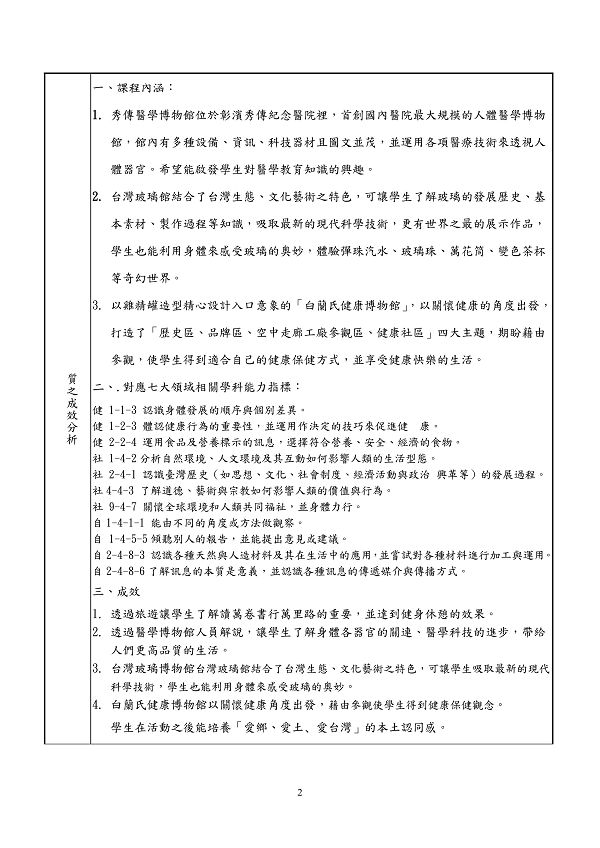 質之成效分析
一、課程內涵：
1. 秀傳醫學博物館位於彰濱秀傳紀念醫院裡，首創國內醫院最大規模的人體醫學博物
館，館內有多種設備、資訊、科技器材且圖文並茂，並運用各項醫療技術來透視人
體器官。希望能啟發學生對醫學教育知識的興趣。
2. 台灣玻璃館結合了台灣生態、文化藝術之特色，可讓學生了解玻璃的發展歷史、基
本素材、製作過程等知識，吸取最新的現代科學技術，更有世界之最的展示作品，
學生也能利用身體來感受玻璃的奧妙，體驗彈珠汽水、玻璃珠、萬花筒、變色茶杯
等奇幻世界。
3. 以雞精罐造型精心設計入口意象的「白蘭氏健康博物館」，以關懷健康的角度出發，
打造了「歷史區、品牌區、空中走廊工廠參觀區、健康社區」四大主題，期盼藉由
參觀，使學生得到適合自己的健康保健方式，並享受健康快樂的生活。
二、.對應七大領域相關學科能力指標：
健 1-1-3 認識身體發展的順序與個別差異。
健 1-2-3 體認健康行為的重要性，並運用作決定的技巧來促進健　康。
健 2-2-4 運用食品及營養標示的訊息，選擇符合營養、安全、經濟的食物。
社 1-4-2 分析自然環境、人文環境及其互動如何影響人類的生活型態。
社 2-4-1 認識臺灣歷史（如思想、文化、社會制度、經濟活動與政治 興革等）的發展過程。
社 4-4-3 了解道德、藝術與宗教如何影響人類的價值與行為。
社 9-4-7 關懷全球環境和人類共同福祉，並身體力行。
自 1-4-1-1 能由不同的角度或方法做觀察。
自 1-4-5-5 傾聽別人的報告，並能提出意見或建議。
自 2-4-8-3 認識各種天然與人造材料及其在生活中的應用，並嘗試對各種材料進行加工與運用。
自 2-4-8-6 了解訊息的本質是意義，並認識各種訊息的傳遞媒介與傳播方式。
三、成效
1. 透過旅遊讓學生了解讀萬卷書行萬里路的重要，並達到健身休憩的效果。
2. 透過醫學博物館人員解說，讓學生了解身體各器官的關連、醫學科技的進步，帶給
人們更高品質的生活。
3. 台灣玻璃博物館台灣玻璃館結合了台灣生態、文化藝術之特色，可讓學生吸取最新的現代
科學技術，學生也能利用身體來感受玻璃的奧妙。
4. 白蘭氏健康博物館以關懷健康角度出發，藉由參觀使學生得到健康保健觀念。
學生在活動之後能培養「愛鄉、愛土、愛台灣」的本土認同感。
2